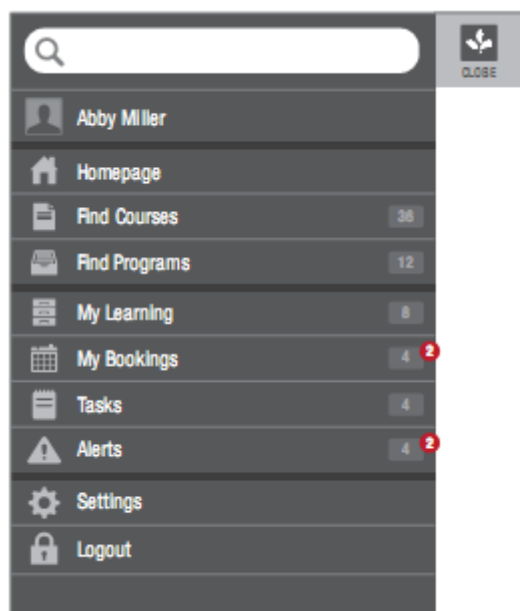 CLOSE
Abby Miller
Homepage
Find Courses 36
Find Programs 12
My Learning 8
My Bookings 4 2
Tasks 4
Alerts 4 2
Settings
Logout